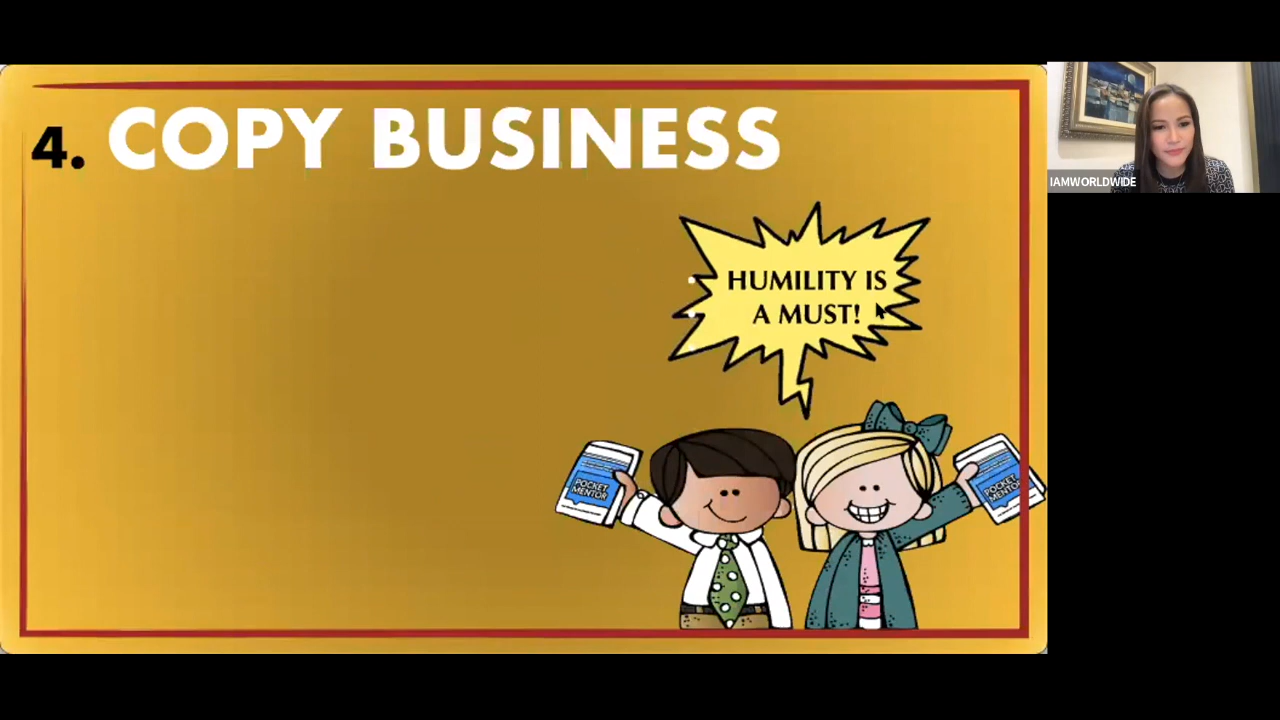 4. COPY BUSINESS
IAMWORLDWIDE
HUMILITY IS
A MUST!
POCKET
MENTOR
POCKET
MENTOR